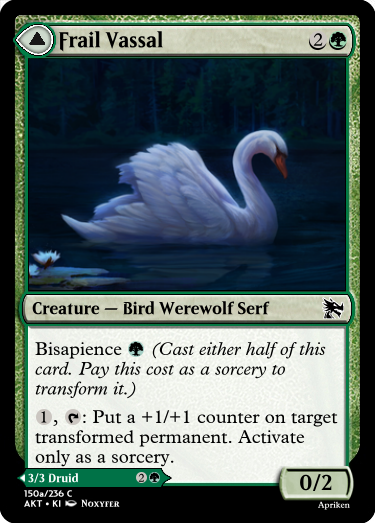 Frail Vassal 2
Creature — Bird Werewolf Serf
Bisapience (Cast either half of this
card. Pay this cost as a sorcery to
transform it.)
1, : Put a +1/+1 counter on target
transformed permanent. Activate
only as a sorcery.
3/3 Druid 2
0/2
150a/236 C
AKT • KI Noxyfer
Apriken